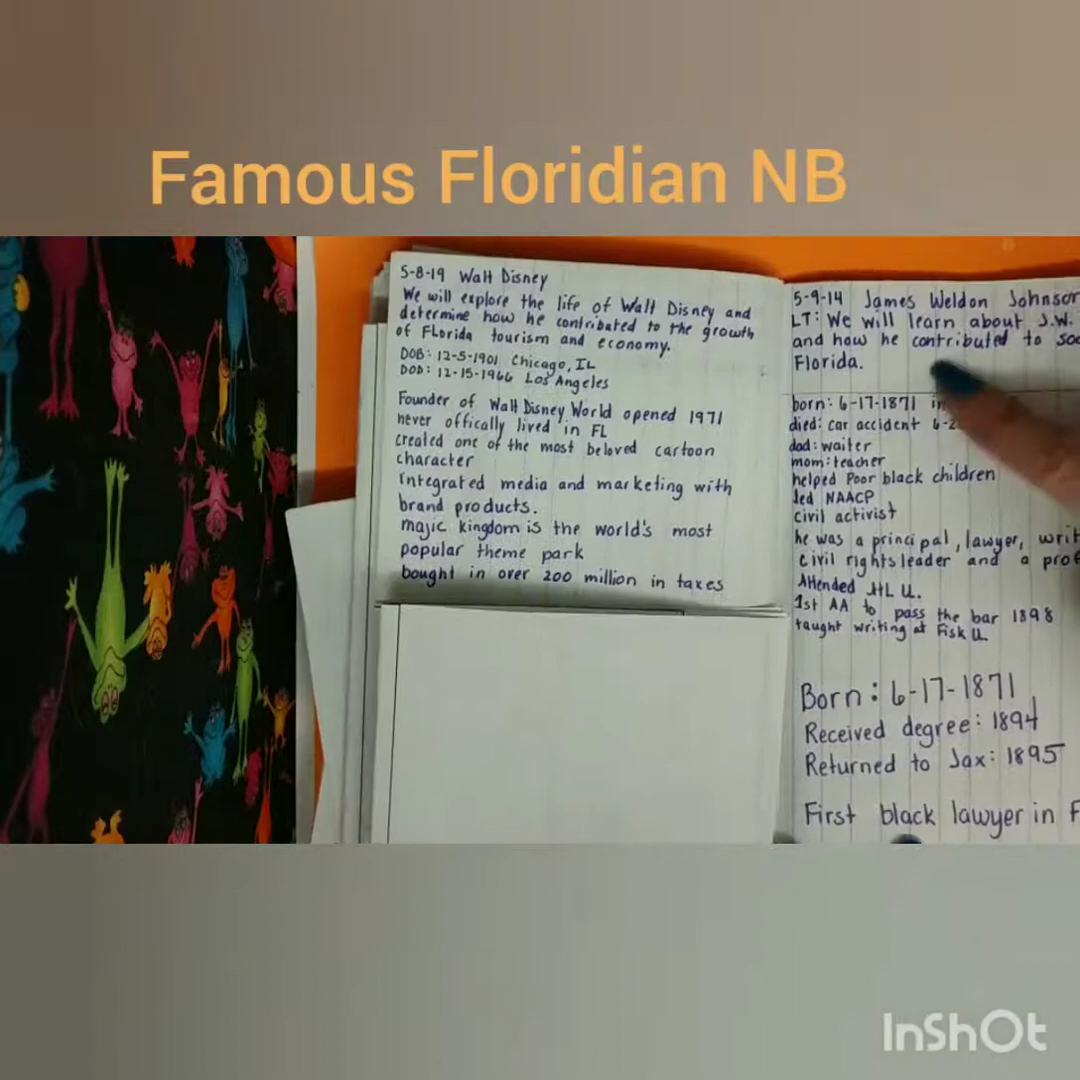 Famous Floridian NB
5-8-19 Walt Disney
We will explore the life of Walt Disney and
determine how he contributed to the growth
of FLorida tourism and economy.
DOB: 12-5-1901 Chicago, IL
DOD: 12-15-1966 Los Angeles
Founder of Walt Disney World opened 1971
never offically lived in FL
created one of the most beloved cartoon
character
integrated media and marketing with
brand products.
majic kingdom is the world's most
popular theme park
bought in over 200 million in taxes
5-9-14 James Weldon Johnson
LT: We will learn about J.W.
and how he contributed to
Florida.
born: 6-17-1871 in
died: car accident
dad: waiter
mom: teacher
helped Poor black children
led NAACP
civil activist
he was a principal, lawyer,
civil rights leader and a
Attended
1st AA to pass the bar 1898
taught writing at Fisk U.
Born: 6-17-1871
Received degree: 1894
Returned to Jax: 1895
First black lawyer in
InShOt